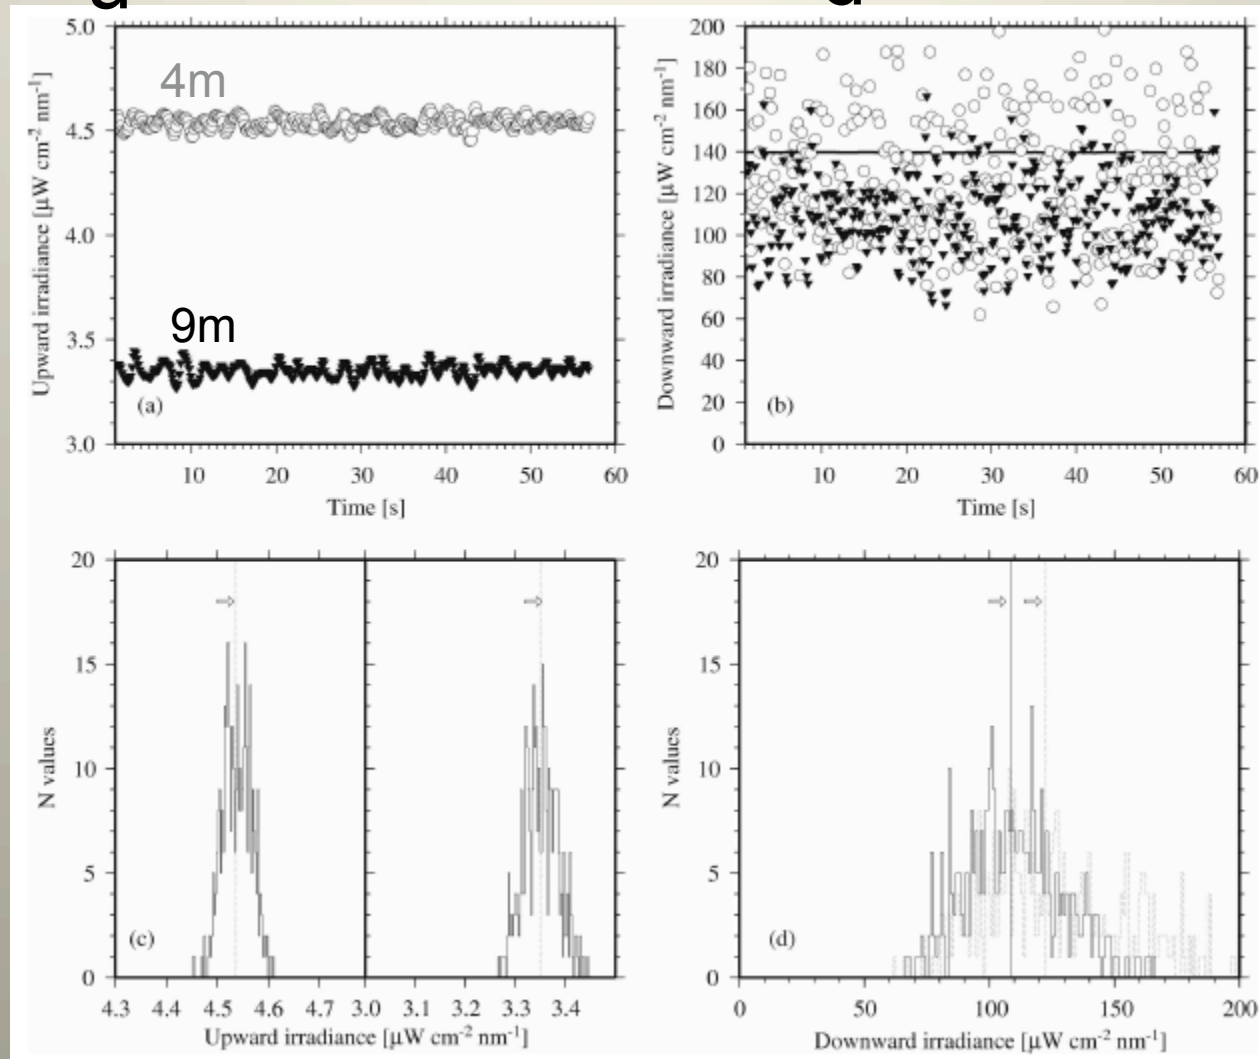 d
d
5.0
4.5
4.0
3.5
3.0
Upward irradiance [µW cm-2 nm-1]
4m
9m
(a)
10 20 30 40 50 60
Time [s]
200
180
160
140
120
100
80
60
40
20
0
Downward irradiance [µW cm-2 nm-1]
(b)
10 20 30 40 50 60
Time [s]
20
15
10
5
0
N values
(c)
4.3 4.4 4.5 4.6 4.7 3.0 3.1 3.2 3.3 3.4
Upward irradiance [µW cm-2 nm-1]
20
15
10
5
0
N values
(d)
0 50 100 150 200
Downward irradiance [µW cm-2 nm-1]